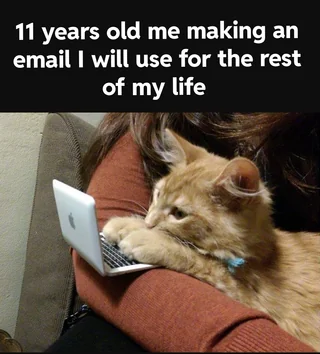 11 years old me making an
email I will use for the rest
of my life